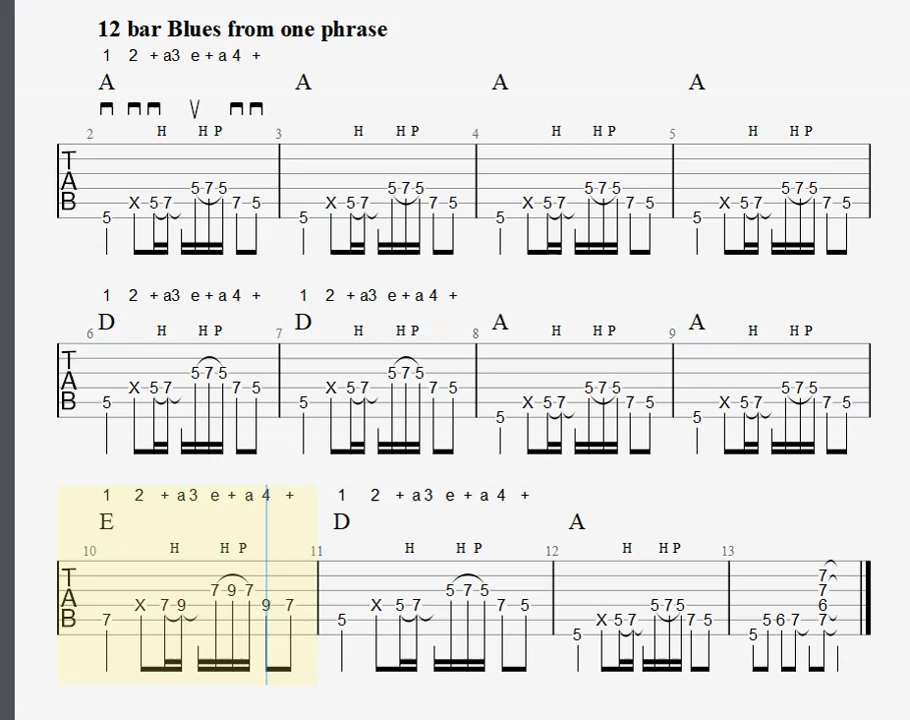 12 bar Blues from one phrase
1 2 + a3 e + a 4 +
A A A A
2 H H P 3 H H P 4 H H P 5 H H P
T
A 5 7 5 5 7 5 5 7 5 5 7 5
B X 5 7 7 5 X 5 7 7 5 X 5 7 7 5 X 5 7 7 5
5 5 5 5
1 2 + a3 e + a 4 + 1 2 + a3 e + a 4 +
D D A A
6 H H P 7 H H P 8 H H P 9 H H P
T 5 7 5 5 7 5
A X 5 7 7 5 X 5 7 7 5 5 7 5 5 7 5
B 5 5 X 5 7 7 5 X 5 7 7 5
5 5
1 2 + a 3 e + a 4 + 1 2 + a 3 e + a 4 +
E D A
10 H H P 11 H H P 12 H H P 13
T 7
7 9 7 5 7 5 7
A X 7 9 9 7 X 5 7 7 5 5 7 5 6
B 7 5 X 5 7 7 5 5 6 7 7
5 5